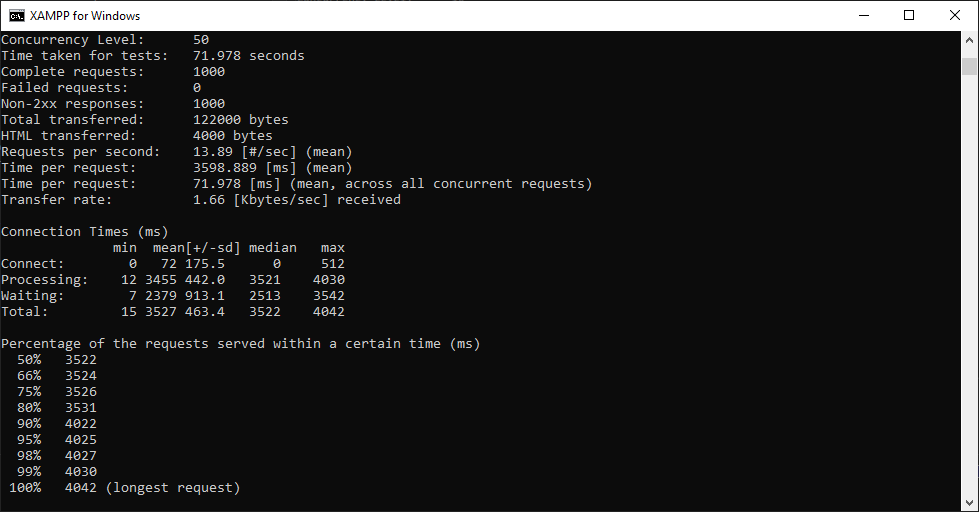 XAMPP for Windows
Concurrency Level:      50
Time taken for tests:   71.978 seconds
Complete requests:      1000
Failed requests:        0
Non-2xx responses:      1000
Total transferred:      122000 bytes
HTML transferred:       4000 bytes
Requests per second:    13.89 [#/sec] (mean)
Time per request:       3598.889 [ms] (mean)
Time per request:       71.978 [ms] (mean, across all concurrent requests)
Transfer rate:          1.66 [Kbytes/sec] received
Connection Times (ms)
              min  mean[+/-sd] median   max
Connect:        0   72 175.5      0     512
Processing:    12 3455 442.0   3521    4030
Waiting:        7 2379 913.1   2513    3542
Total:         15 3527 463.4   3522    4042
Percentage of the requests served within a certain time (ms)
  50%   3522
  66%   3524
  75%   3526
  80%   3531
  90%   4022
  95%   4025
  98%   4027
  99%   4030
 100%   4042 (longest request)